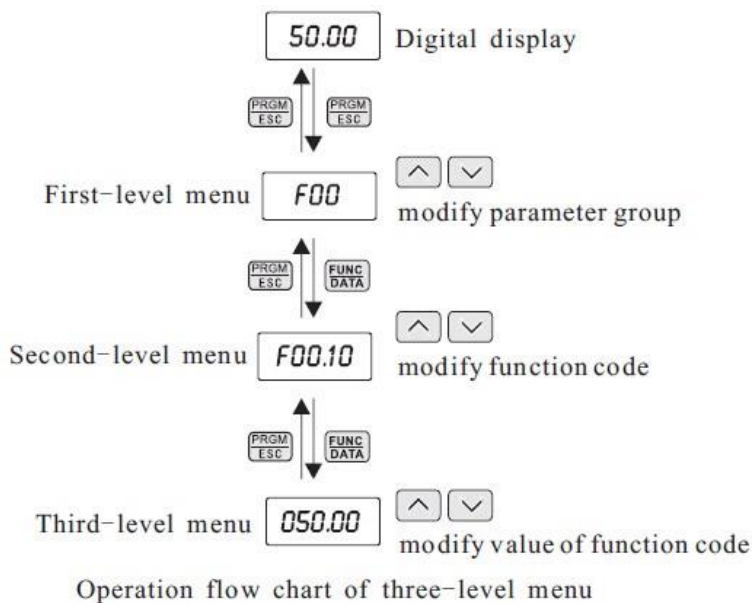 50.00 Digital display
PRGM ESC PRGM ESC
First-level menu F00
modify parameter group
PRGM ESC FUNC DATA
Second-level menu F00.10
modify function code
PRGM ESC FUNC DATA
Third-level menu 050.00
modify value of function code
Operation flow chart of three-level menu